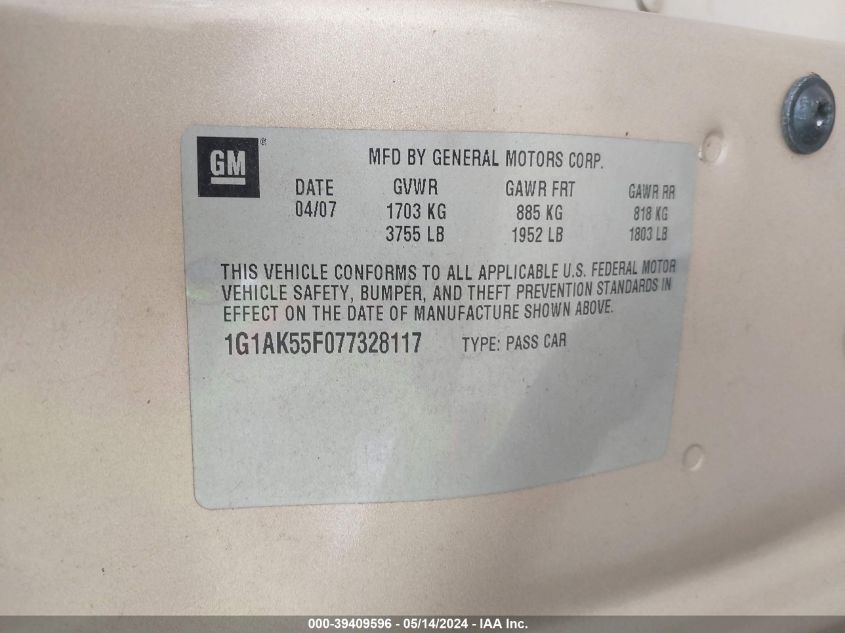 GM ®
MFD BY GENERAL MOTORS CORP.
DATE GVWR GAWR FRT GAWR RR
04/07 1703 KG 885 KG 818 KG
3755 LB 1952 LB 1803 LB
THIS VEHICLE CONFORMS TO ALL APPLICABLE U.S. FEDERAL MOTOR
VEHICLE SAFETY, BUMPER, AND THEFT PREVENTION STANDARDS IN
EFFECT ON THE DATE OF MANUFACTURE SHOWN ABOVE.
1G1AK55F077328117 TYPE: PASS CAR
000-39409596 - 05/14/2024 - IAA Inc.